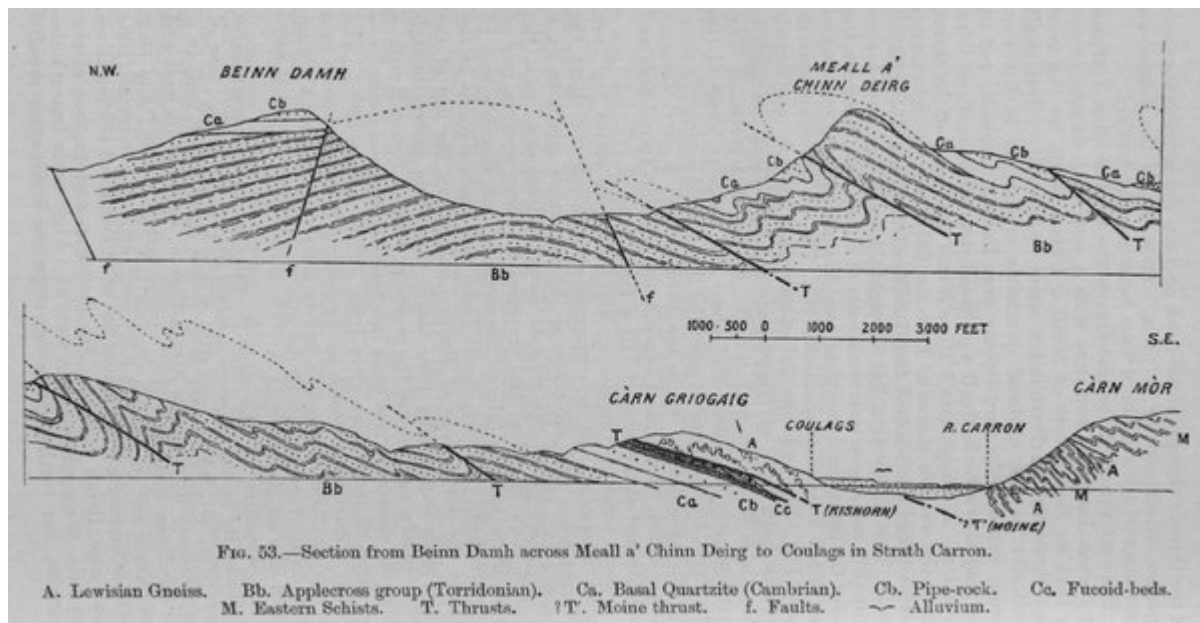 N.W.
BEINN DAMH
MEALL A'
CHINN DEIRG
Ca
Cb
Ca
Cb
Ca
Cb
Ca
Cb
f
f
Bb
f
T
T
Bb
T
1000 500 0 1000 2000 3000 FEET
S.E.
CÀRN GRIOGAIG
CÀRN MÒR
COULAGS
R. CARRON
T
A
M
A
M
A
T
Bb
T
Ca
Cb
Cc
T (KISHORN)
?T' (MOINE)
FIG. 53.—Section from Beinn Damh across Meall a' Chinn Deirg to Coulags in Strath Carron.
A. Lewisian Gneiss. Bb. Applecross group (Torridonian). Ca. Basal Quartzite (Cambrian). Cb. Pipe-rock. Cc. Fucoid-beds.
M. Eastern Schists. T. Thrusts. ?T'. Moine thrust. f. Faults. Alluvium.